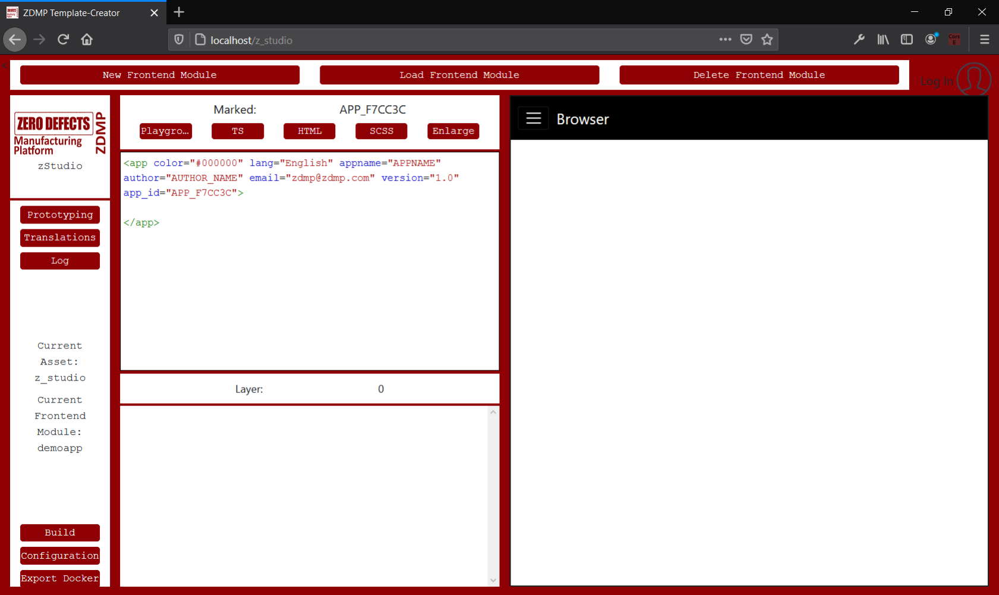 ZDMP Template-Creator
localhost/z_studio
Cors
E
<
New Frontend Module
Load Frontend Module
Delete Frontend Module
Log In
ZERO DEFECTS
Manufacturing
Platform
ZDMP
zStudio
Prototyping
Translations
Log
Current
Asset:
z_studio
Current
Frontend
Module:
demoapp
Build
Configuration
Export Docker
Marked: APP_F7CC3C
Playgro…
TS
HTML
SCSS
Enlarge
<app color="#000000" lang="English" appname="APPNAME"
author="AUTHOR_NAME" email="zdmp@zdmp.com" version="1.0"
app_id="APP_F7CC3C">
</app>
Layer: 0
Browser